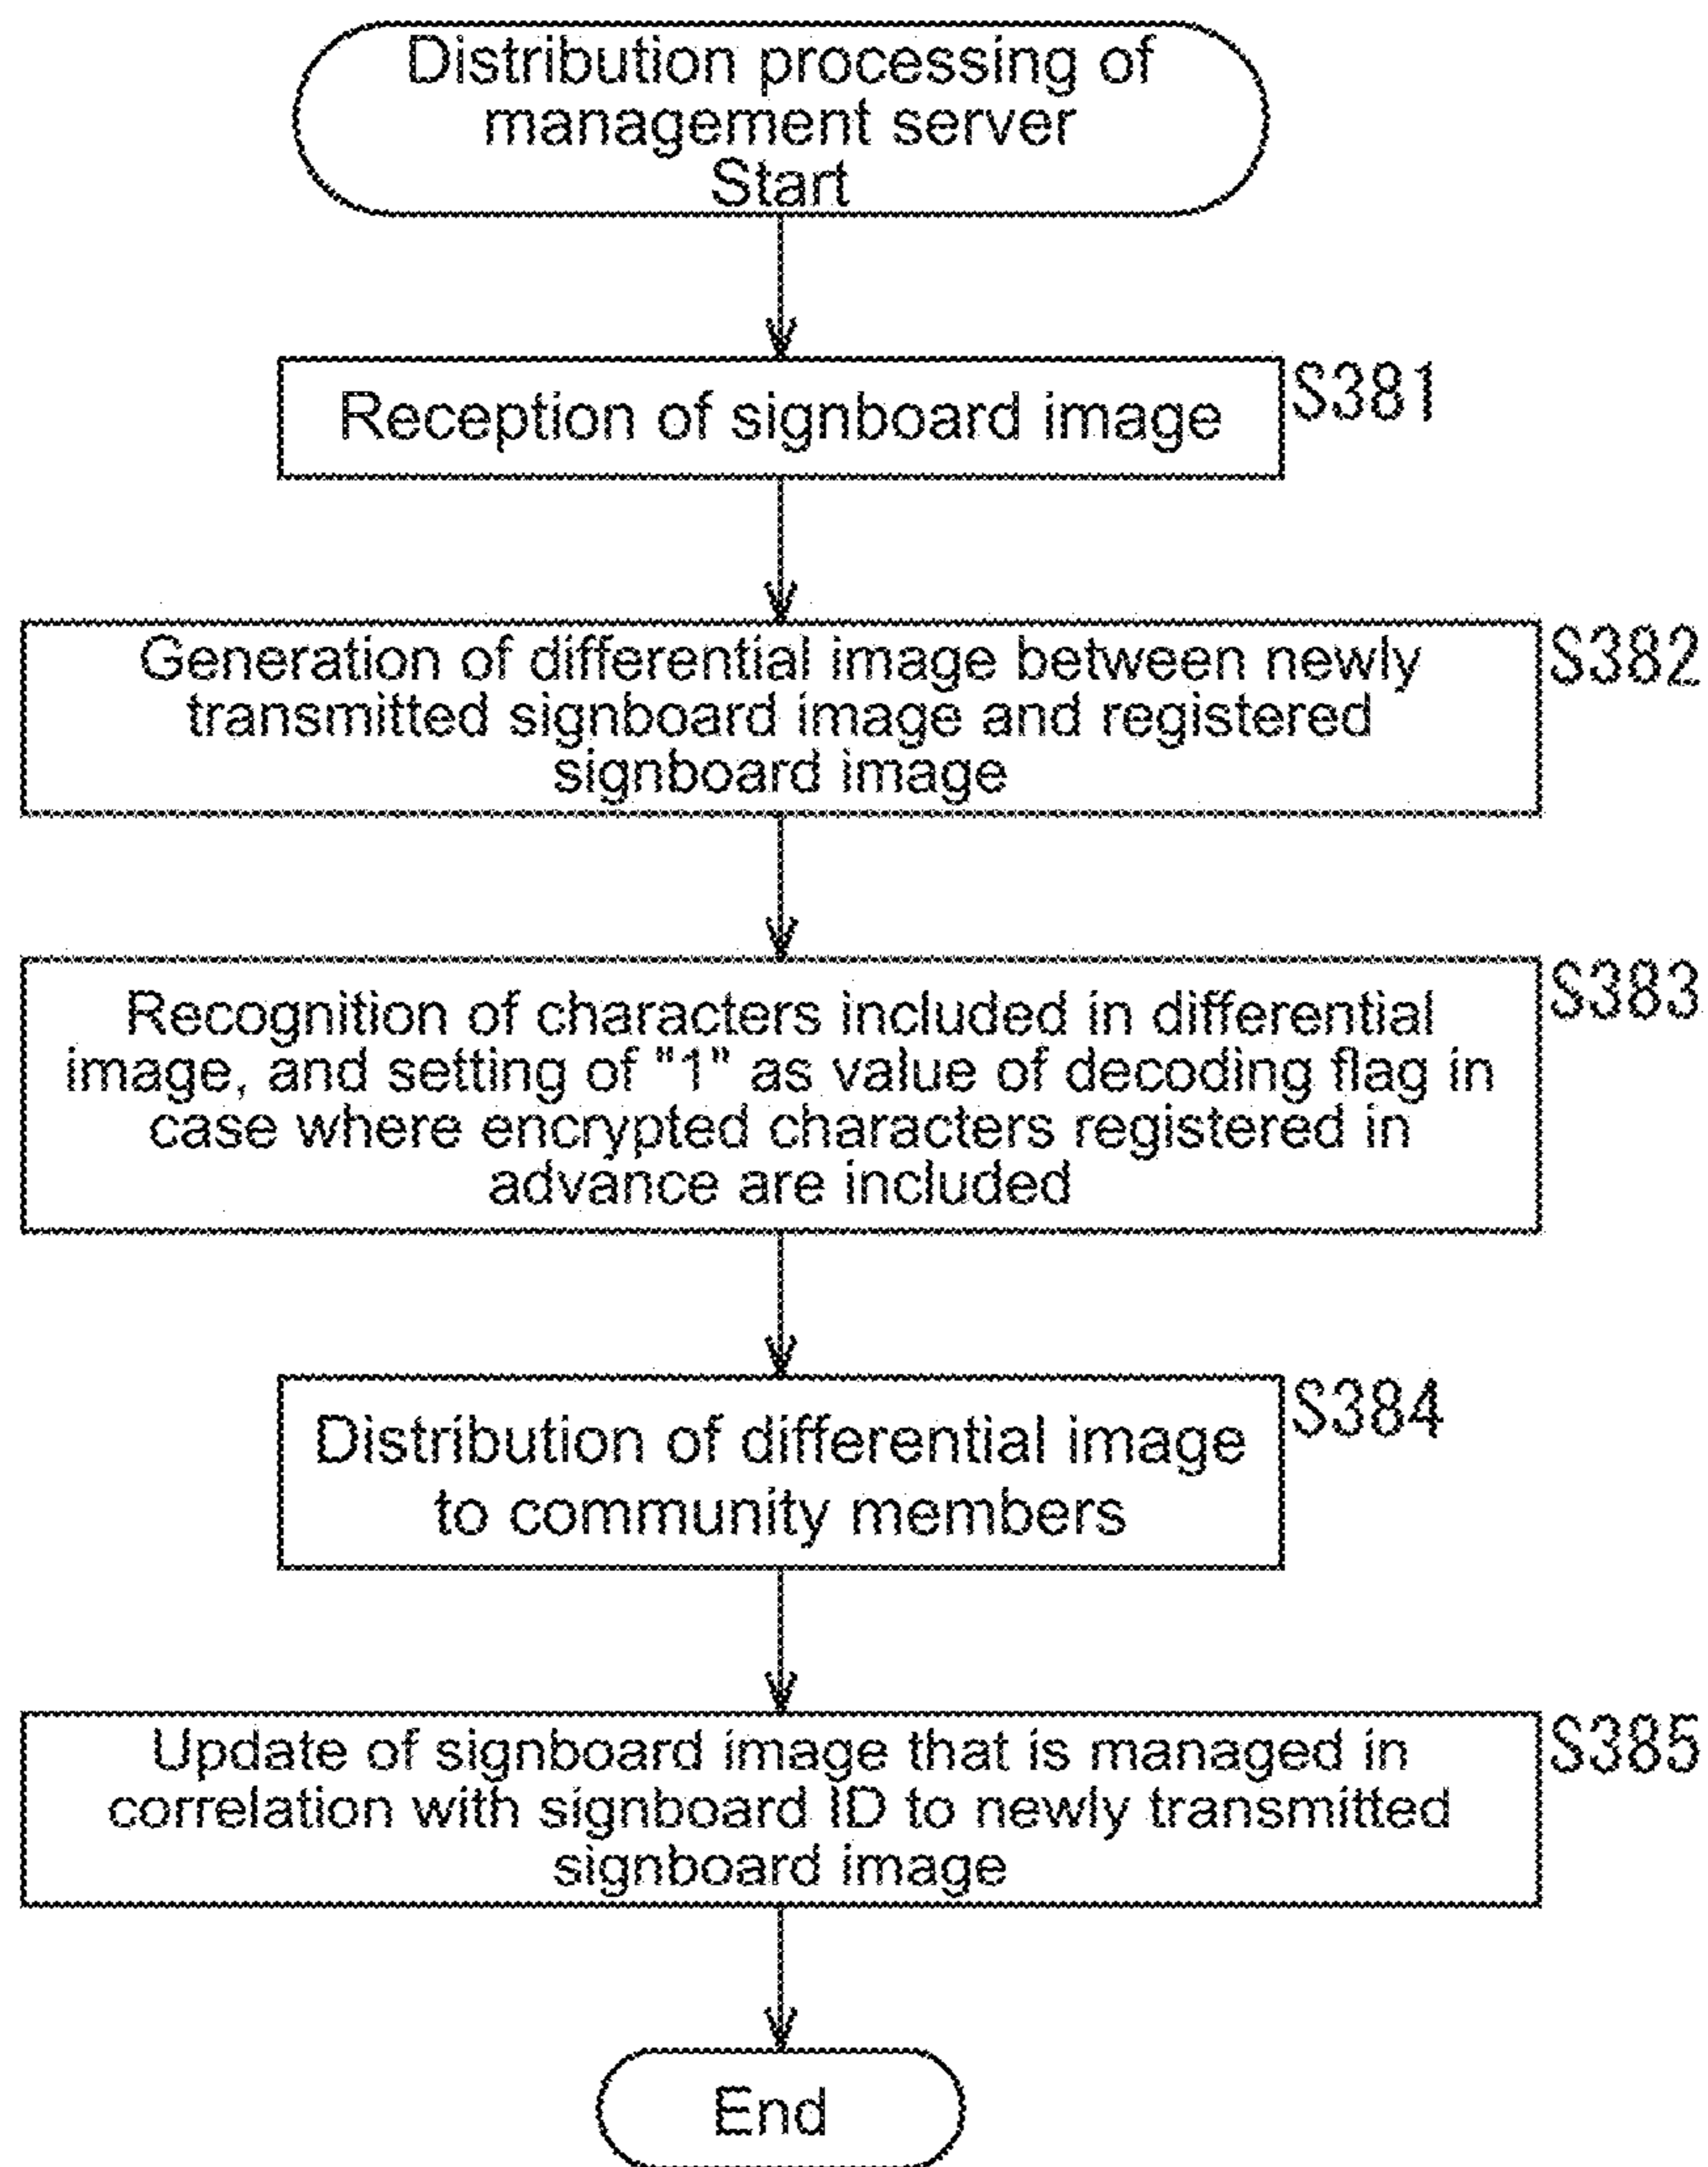 Distribution processing of
management server
Start
Reception of signboard image
S381
Generation of differential image between newly
transmitted signboard image and registered
signboard image
S382
Recognition of characters included in differential
image, and setting of "1" as value of decoding flag in
case where encrypted characters registered in
advance are included
S383
Distribution of differential image
to community members
S384
Update of signboard image that is managed in
correlation with signboard ID to newly transmitted
signboard image
S385
End